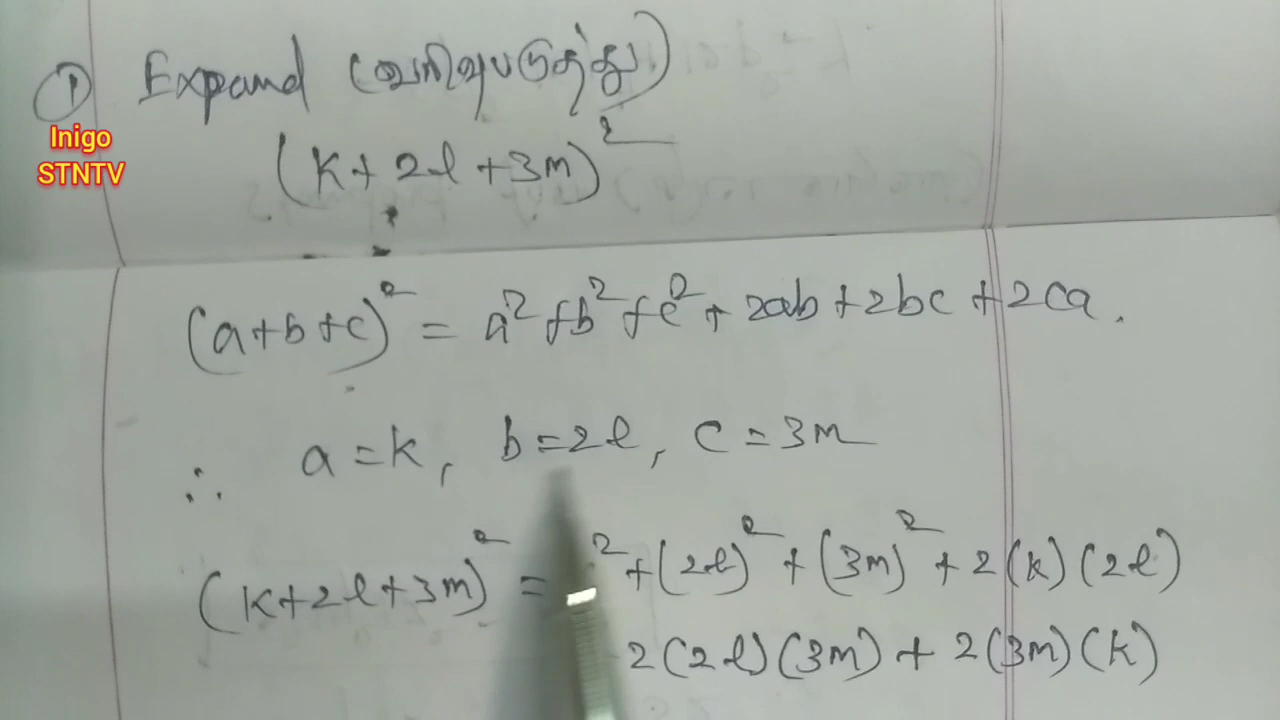 ① Expand (விரிவுபடுத்து)
Inigo
STNTV
(k+2l+3m)²
(a+b+c)² = a²+b²+c²+2ab+2bc+2ca.
∴ a=k, b=2l, c=3m
(k+2l+3m)² = ²+(2l)²+(3m)²+2(k)(2l)
2(2l)(3m)+2(3m)(k)